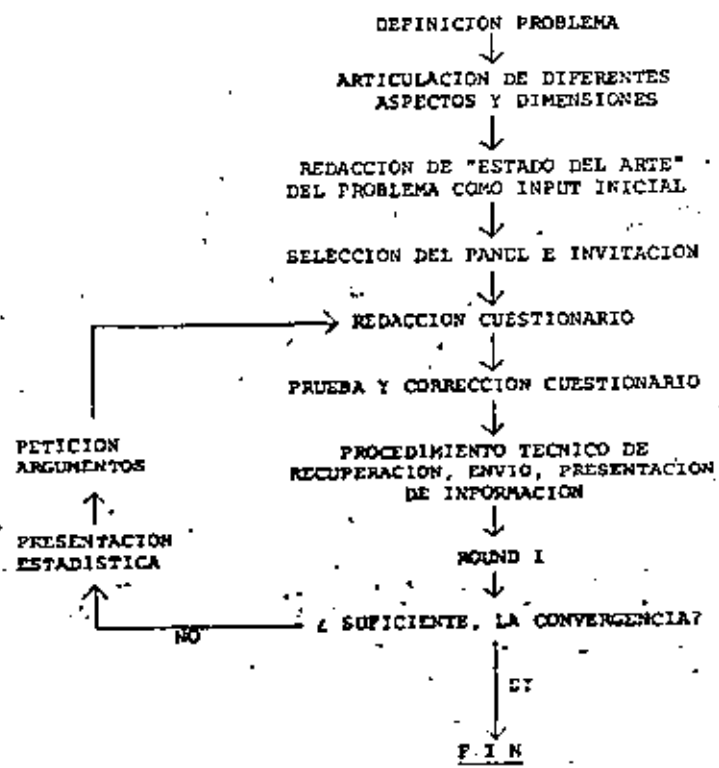 DEFINICION PROBLEMA
ARTICULACION DE DIFERENTES
ASPECTOS Y DIMENSIONES
REDACCION DE "ESTADO DEL ARTE"
DEL PROBLEMA COMO INPUT INICIAL
SELECCION DEL PANEL E INVITACION
REDACCION CUESTIONARIO
PRUEBA Y CORRECCION CUESTIONARIO
PROCEDIMIENTO TECNICO DE
RECUPERACION, ENVIO, PRESENTACION
DE INFORMACION
ROUND I
¿ SUFICIENTE, LA CONVERGENCIA?
NO
PRESENTACION
ESTADISTICA
PETICION
ARGUMENTOS
SI
F I N